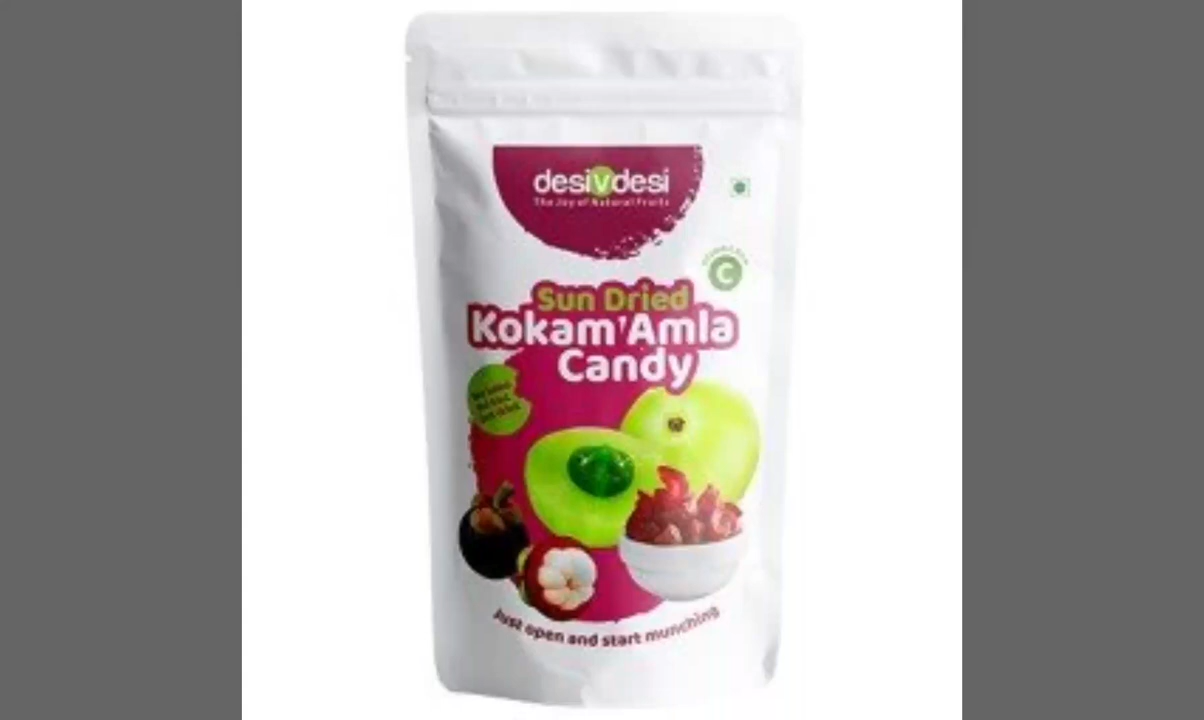 desivdesi
The Joy of Natural Fruits
C
Sun Dried
Kokam'Amla
Candy
Just open and start munching